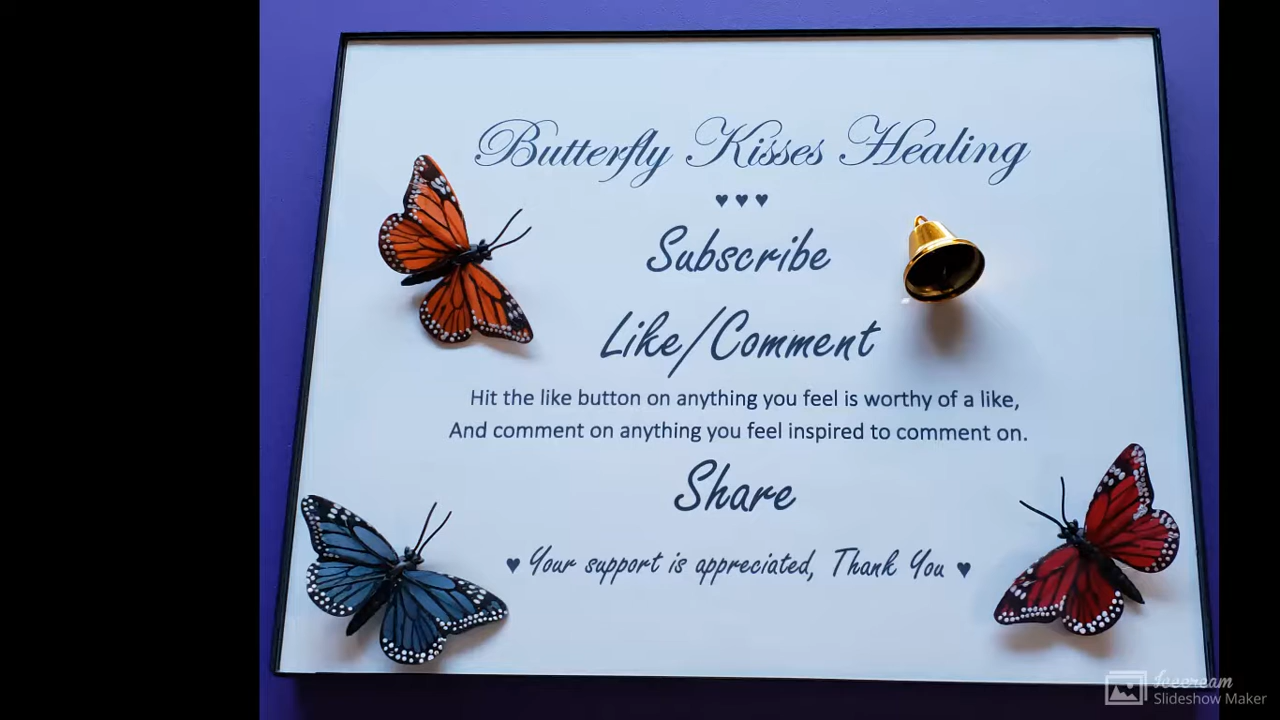 Butterfly Kisses Healing
♥ ♥ ♥
Subscribe
Like/Comment
Hit the like button on anything you feel is worthy of a like,
And comment on anything you feel inspired to comment on.
Share
♥ Your support is appreciated, Thank You ♥
Icecream
Slideshow Maker